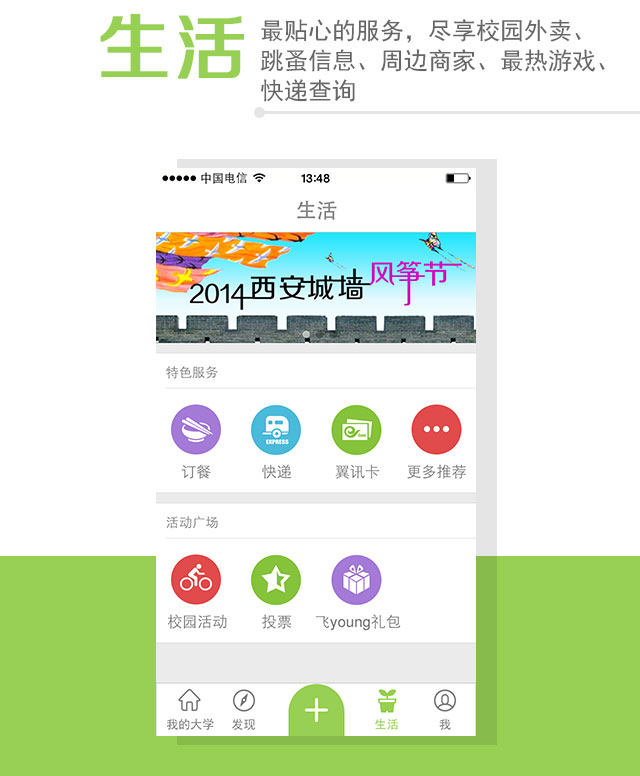 生活
最贴心的服务，尽享校园外卖、
跳蚤信息、周边商家、最热游戏、
快递查询
中国电信 13:48
生活
2014西安城墙风筝节
特色服务
EXPRESS
订餐 快递 翼讯卡 更多推荐
活动广场
校园活动 投票 飞young礼包
我的大学 发现 生活 我